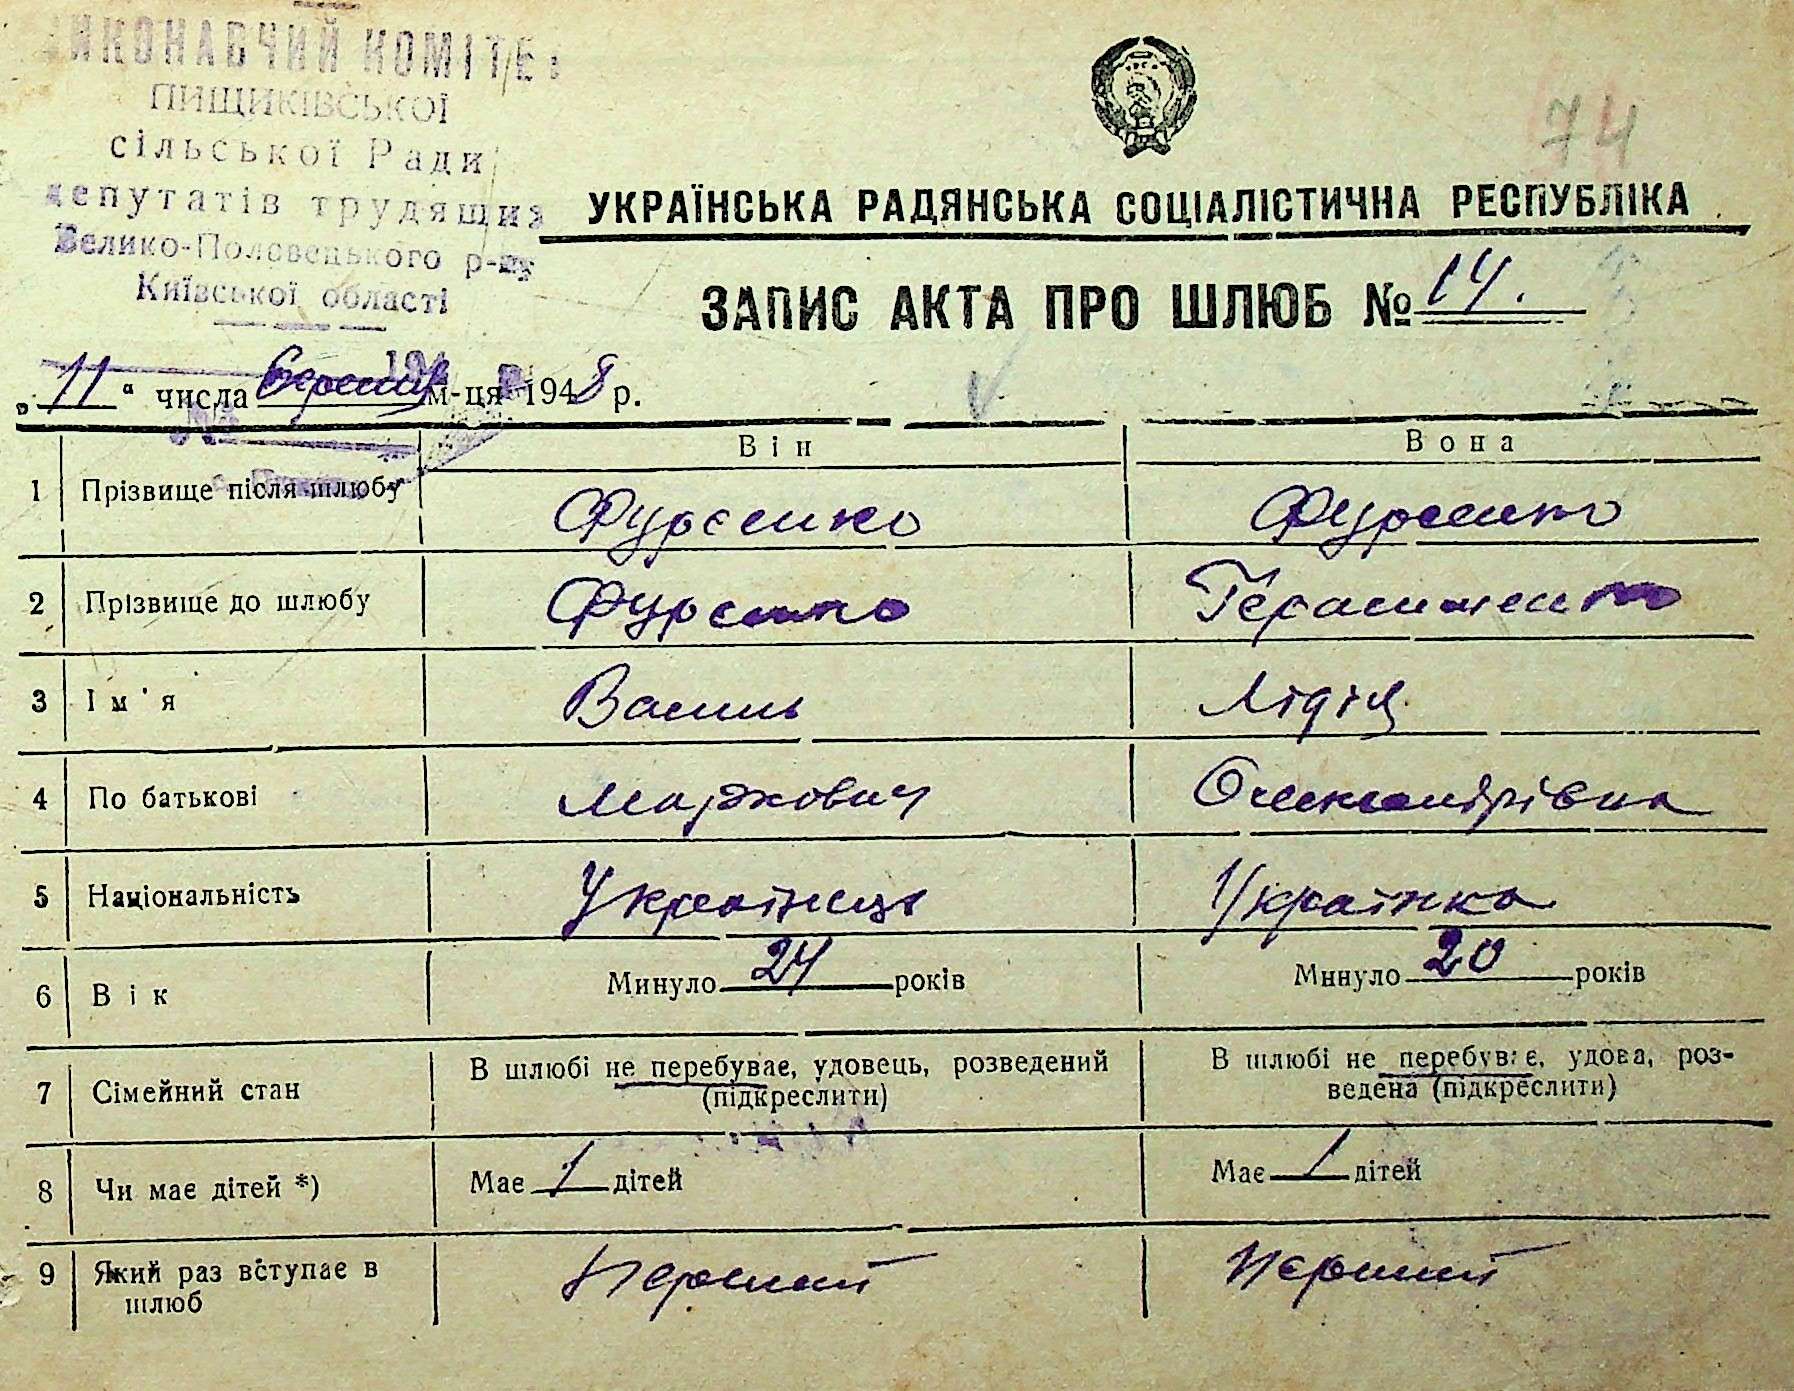 ВИКОНАВЧИЙ КОМІТЕТ
ПИЩИКІВСЬКОЇ
сільської Ради
депутатів трудящих
Велико-Половецького р-ну
Київської області
74
УКРАЇНСЬКА РАДЯНСЬКА СОЦІАЛІСТИЧНА РЕСПУБЛІКА
ЗАПИС АКТА ПРО ШЛЮБ № 14.
„11“ числа вересня м-ця 1948 р.
Він Вона
1 Прізвище після шлюбу Фурсенко Фурсенко
2 Прізвище до шлюбу Фурсенко Герасименко
3 Ім'я Василь Лідія
4 По батькові Маркович Олександрівна
5 Національність Українець Українка
6 Вік Минуло 24 років Минуло 20 років
7 Сімейний стан В шлюбі не перебуває, удовець, розведений (підкреслити) В шлюбі не перебуває, удова, роз-
ведена (підкреслити)
8 Чи має дітей *) Має / дітей Має / дітей
9 Який раз вступає в шлюб Перший Перший